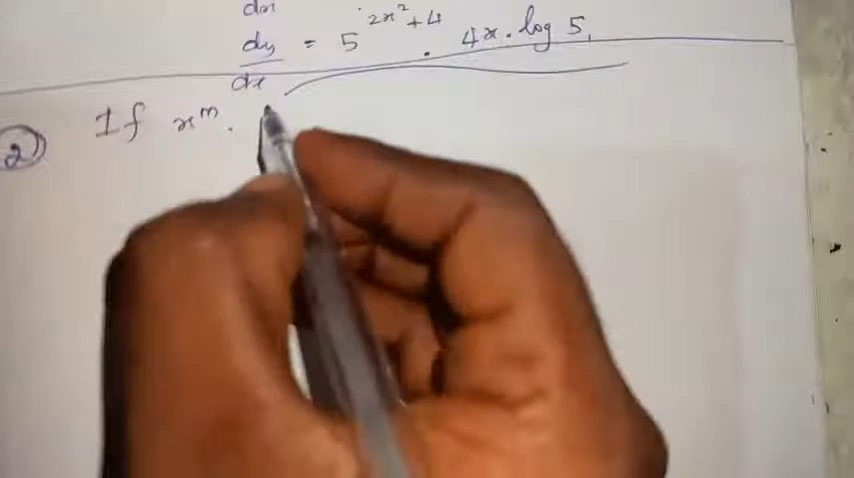 dx
dy/dx = 5^{2x²+4} . 4x . log 5,
② If x^m .